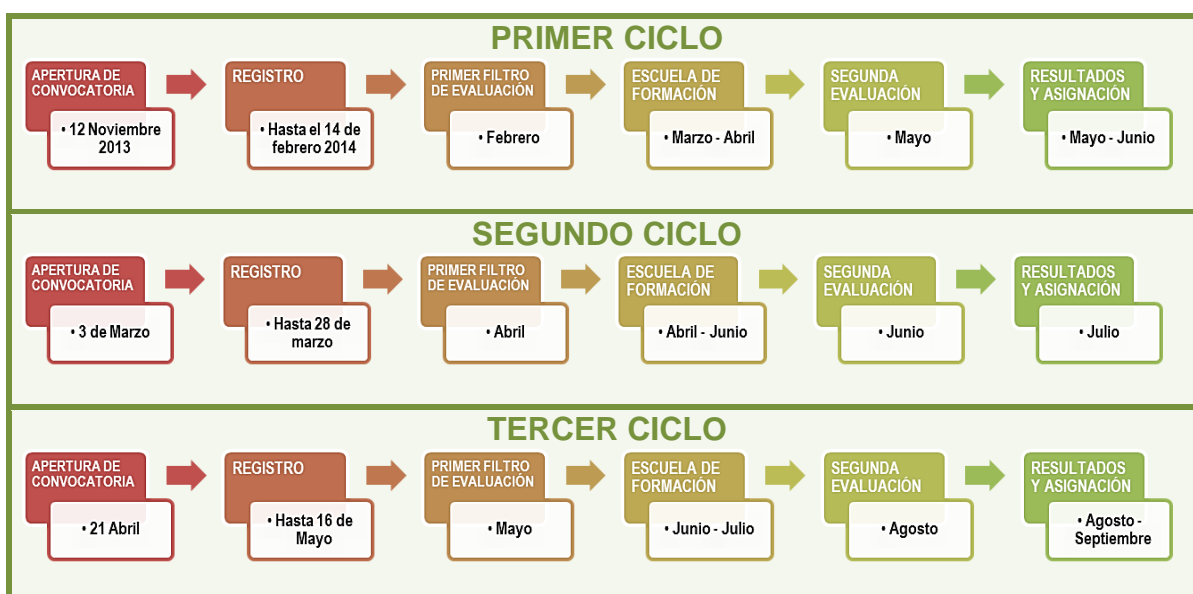 PRIMER CICLO
APERTURA DE
CONVOCATORIA
• 12 Noviembre
2013
REGISTRO
• Hasta el 14 de
febrero 2014
PRIMER FILTRO
DE EVALUACIÓN
• Febrero
ESCUELA DE
FORMACIÓN
• Marzo - Abril
SEGUNDA
EVALUACIÓN
• Mayo
RESULTADOS
Y ASIGNACIÓN
• Mayo - Junio
SEGUNDO CICLO
APERTURA DE
CONVOCATORIA
• 3 de Marzo
REGISTRO
• Hasta 28 de
marzo
PRIMER FILTRO
DE EVALUACIÓN
• Abril
ESCUELA DE
FORMACIÓN
• Abril - Junio
SEGUNDA
EVALUACIÓN
• Junio
RESULTADOS
Y ASIGNACIÓN
• Julio
TERCER CICLO
APERTURA DE
CONVOCATORIA
• 21 Abril
REGISTRO
• Hasta 16 de
Mayo
PRIMER FILTRO
DE EVALUACIÓN
• Mayo
ESCUELA DE
FORMACIÓN
• Junio - Julio
SEGUNDA
EVALUACIÓN
• Agosto
RESULTADOS
Y ASIGNACIÓN
• Agosto -
Septiembre